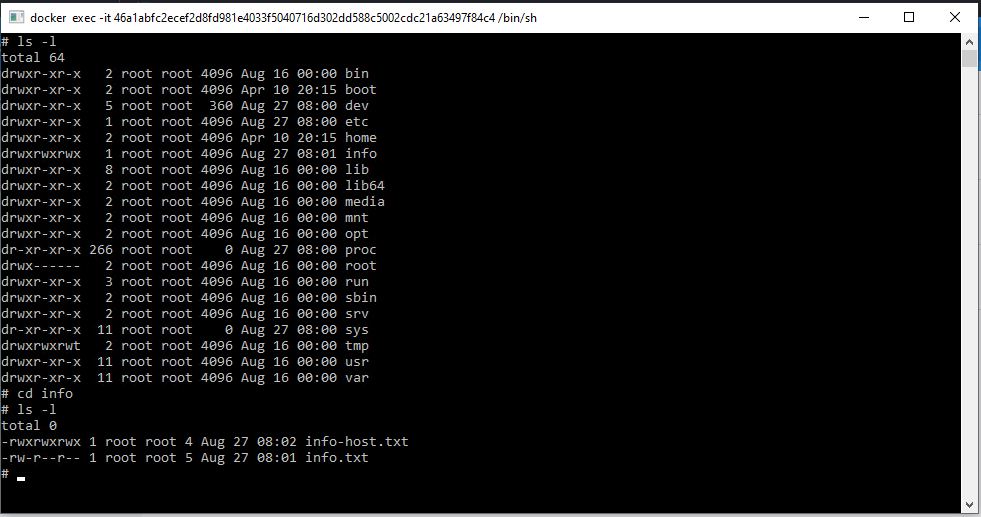 docker exec -it 46a1abfc2ecef2d8fd981e4033f5040716d302dd588c5002cdc21a63497f84c4 /bin/sh
# ls -l
total 64
drwxr-xr-x   2 root root 4096 Aug 16 00:00 bin
drwxr-xr-x   2 root root 4096 Apr 10 20:15 boot
drwxr-xr-x   5 root root  360 Aug 27 08:00 dev
drwxr-xr-x   1 root root 4096 Aug 27 08:00 etc
drwxr-xr-x   2 root root 4096 Apr 10 20:15 home
drwxrwxrwx   1 root root 4096 Aug 27 08:01 info
drwxr-xr-x   8 root root 4096 Aug 16 00:00 lib
drwxr-xr-x   2 root root 4096 Aug 16 00:00 lib64
drwxr-xr-x   2 root root 4096 Aug 16 00:00 media
drwxr-xr-x   2 root root 4096 Aug 16 00:00 mnt
drwxr-xr-x   2 root root 4096 Aug 16 00:00 opt
dr-xr-xr-x 266 root root    0 Aug 27 08:00 proc
drwx------   2 root root 4096 Aug 16 00:00 root
drwxr-xr-x   3 root root 4096 Aug 16 00:00 run
drwxr-xr-x   2 root root 4096 Aug 16 00:00 sbin
drwxr-xr-x   2 root root 4096 Aug 16 00:00 srv
dr-xr-xr-x  11 root root    0 Aug 27 08:00 sys
drwxrwxrwt   2 root root 4096 Aug 16 00:00 tmp
drwxr-xr-x  11 root root 4096 Aug 16 00:00 usr
drwxr-xr-x  11 root root 4096 Aug 16 00:00 var
# cd info
# ls -l
total 0
-rwxrwxrwx 1 root root 4 Aug 27 08:02 info-host.txt
-rw-r--r-- 1 root root 5 Aug 27 08:01 info.txt
#